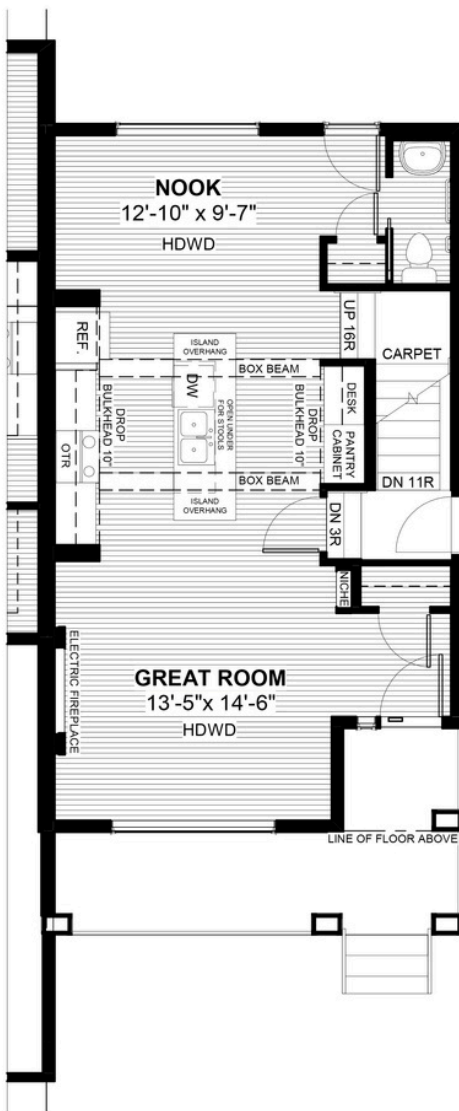 NOOK
12'-10" x 9'-7"
HDWD
REF.
UP 16R
CARPET
ISLAND
OVERHANG
BOX BEAM
DW
OPEN UNDER
FOR STOOLS
DROP
BULKHEAD 10"
DROP
BULKHEAD 10"
DESK
PANTRY
CABINET
OTR
BOX BEAM
ISLAND
OVERHANG
DN 11R
DN 3R
NICHE
ELECTRIC FIREPLACE
GREAT ROOM
13'-5"x 14'-6"
HDWD
LINE OF FLOOR ABOVE